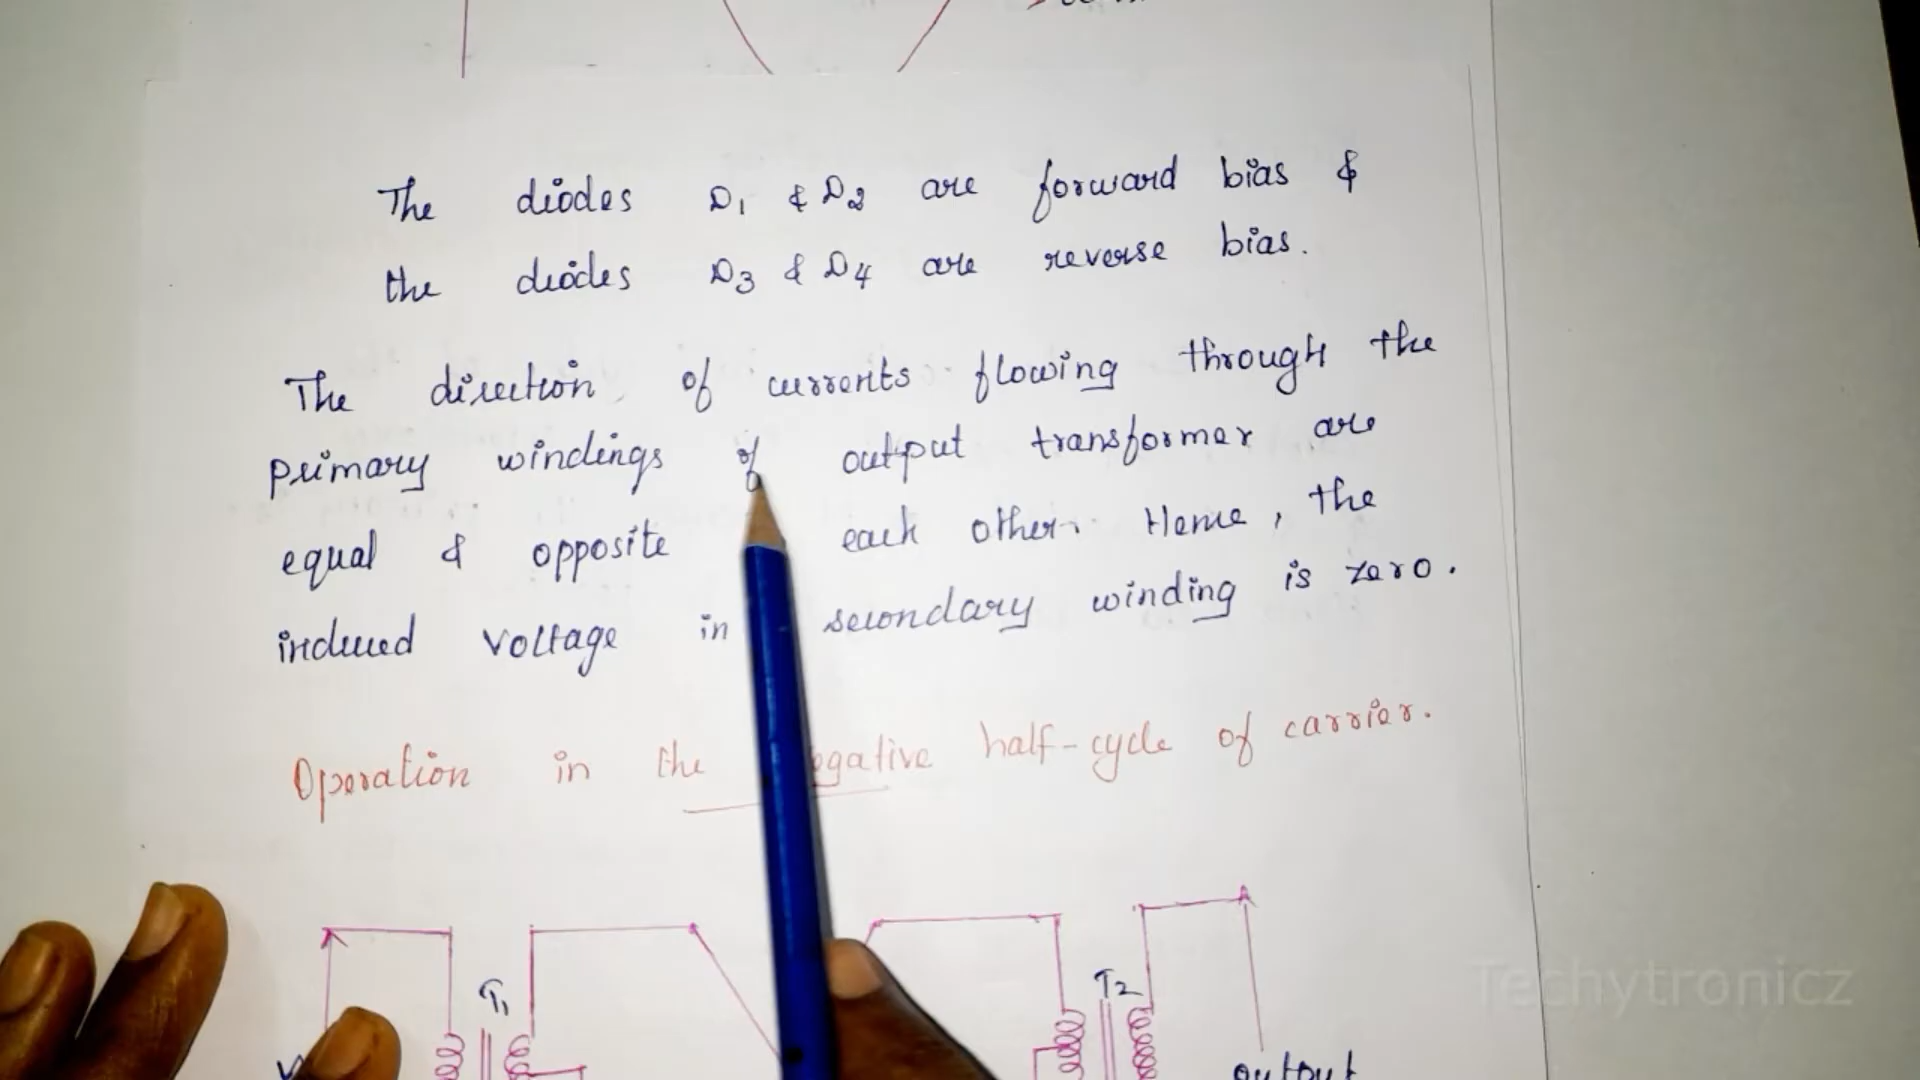 The diodes D1 & D2 are forward bias &
the diodes D3 & D4 are reverse bias.
The direction of currents flowing through the
primary windings of output transformer are
equal & opposite each other. Hence, the
induced voltage in secondary winding is zero.
Operation in the negative half-cycle of carrier.
T1
T2
output
Techytronicz